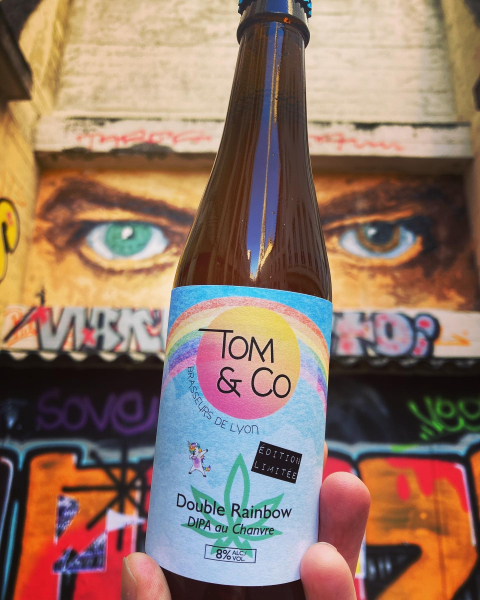 TOM
& CO
BRASSEURS DE LYON
EDITION
LIMITÉE
Double Rainbow
DIPA au Chanvre
8% ALC/
VOL.